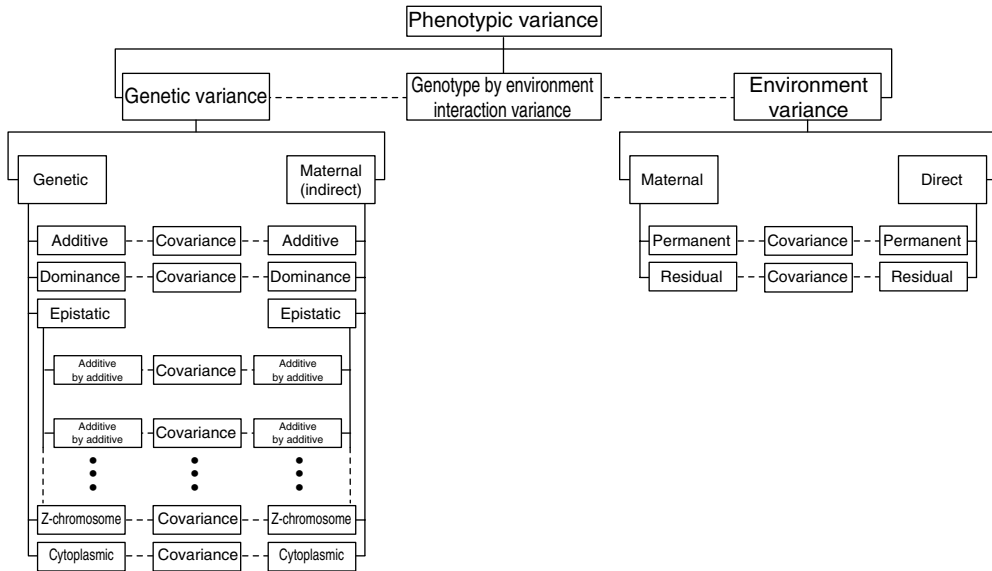 Phenotypic variance
Genetic variance
Genotype by environment
interaction variance
Environment
variance
Genetic
Maternal
(indirect)
Maternal
Direct
Additive
Covariance
Additive
Permanent
Covariance
Permanent
Dominance
Covariance
Dominance
Residual
Covariance
Residual
Epistatic
Epistatic
Additive
by additive
Covariance
Additive
by additive
Additive
by additive
Covariance
Additive
by additive
Z-chromosome
Covariance
Z-chromosome
Cytoplasmic
Covariance
Cytoplasmic